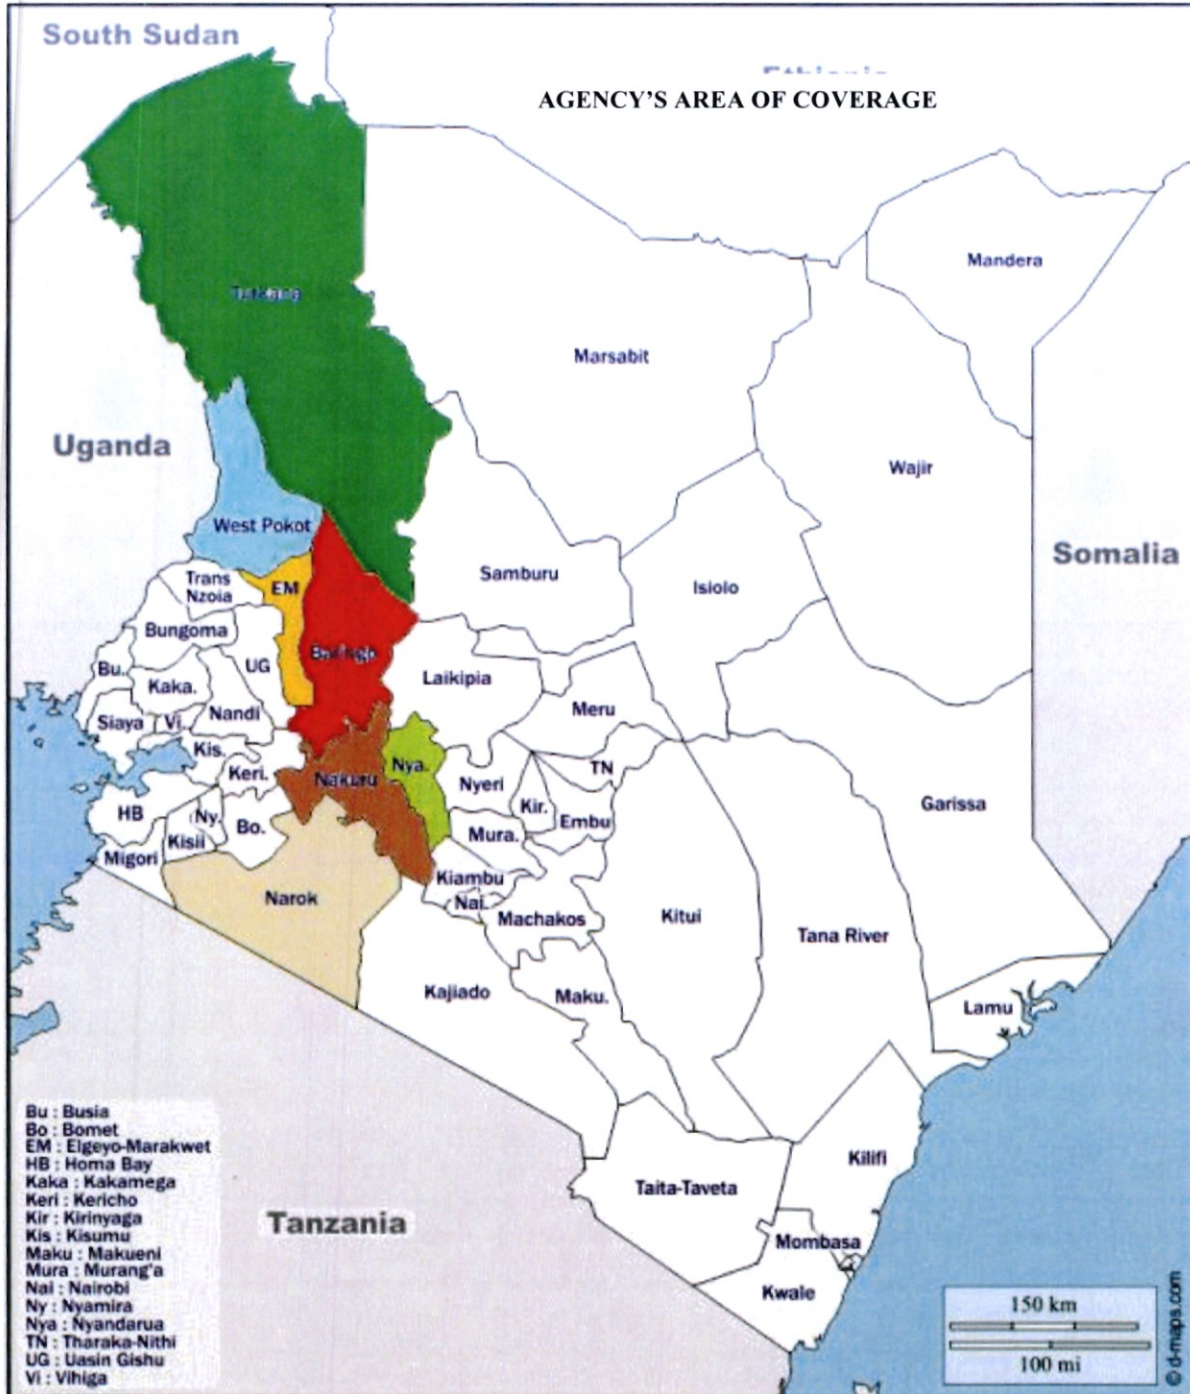 South Sudan
AGENCY'S AREA OF COVERAGE
Mandera
Turkana
Marsabit
Uganda
Wajir
West Pokot
Somalia
Samburu
Isiolo
Trans
Nzoia
EM
Bungoma
Baringo
UG
Bu.
Kaka.
Laikipia
Siaya
Vi.
Nandi
Meru
Kis.
Keri.
Nakuru
Nya.
Nyeri
TN
HB
Ny.
Kisii
Bo.
Kir.
Embu
Garissa
Mura.
Migori
Kiambu
Narok
Nai.
Machakos
Kitui
Tana River
Kajiado
Maku.
Lamu
Bu : Busia
Bo : Bomet
EM : Elgeyo-Marakwet
HB : Homa Bay
Kaka : Kakamega
Keri : Kericho
Kir : Kirinyaga
Kis : Kisumu
Maku : Makueni
Mura : Murang'a
Nai : Nairobi
Ny : Nyamira
Nya : Nyandarua
TN : Tharaka-Nithi
UG : Uasin Gishu
Vi : Vihiga
Tanzania
Kilifi
Taita-Taveta
Mombasa
Kwale
150 km
100 mi
© d-maps.com